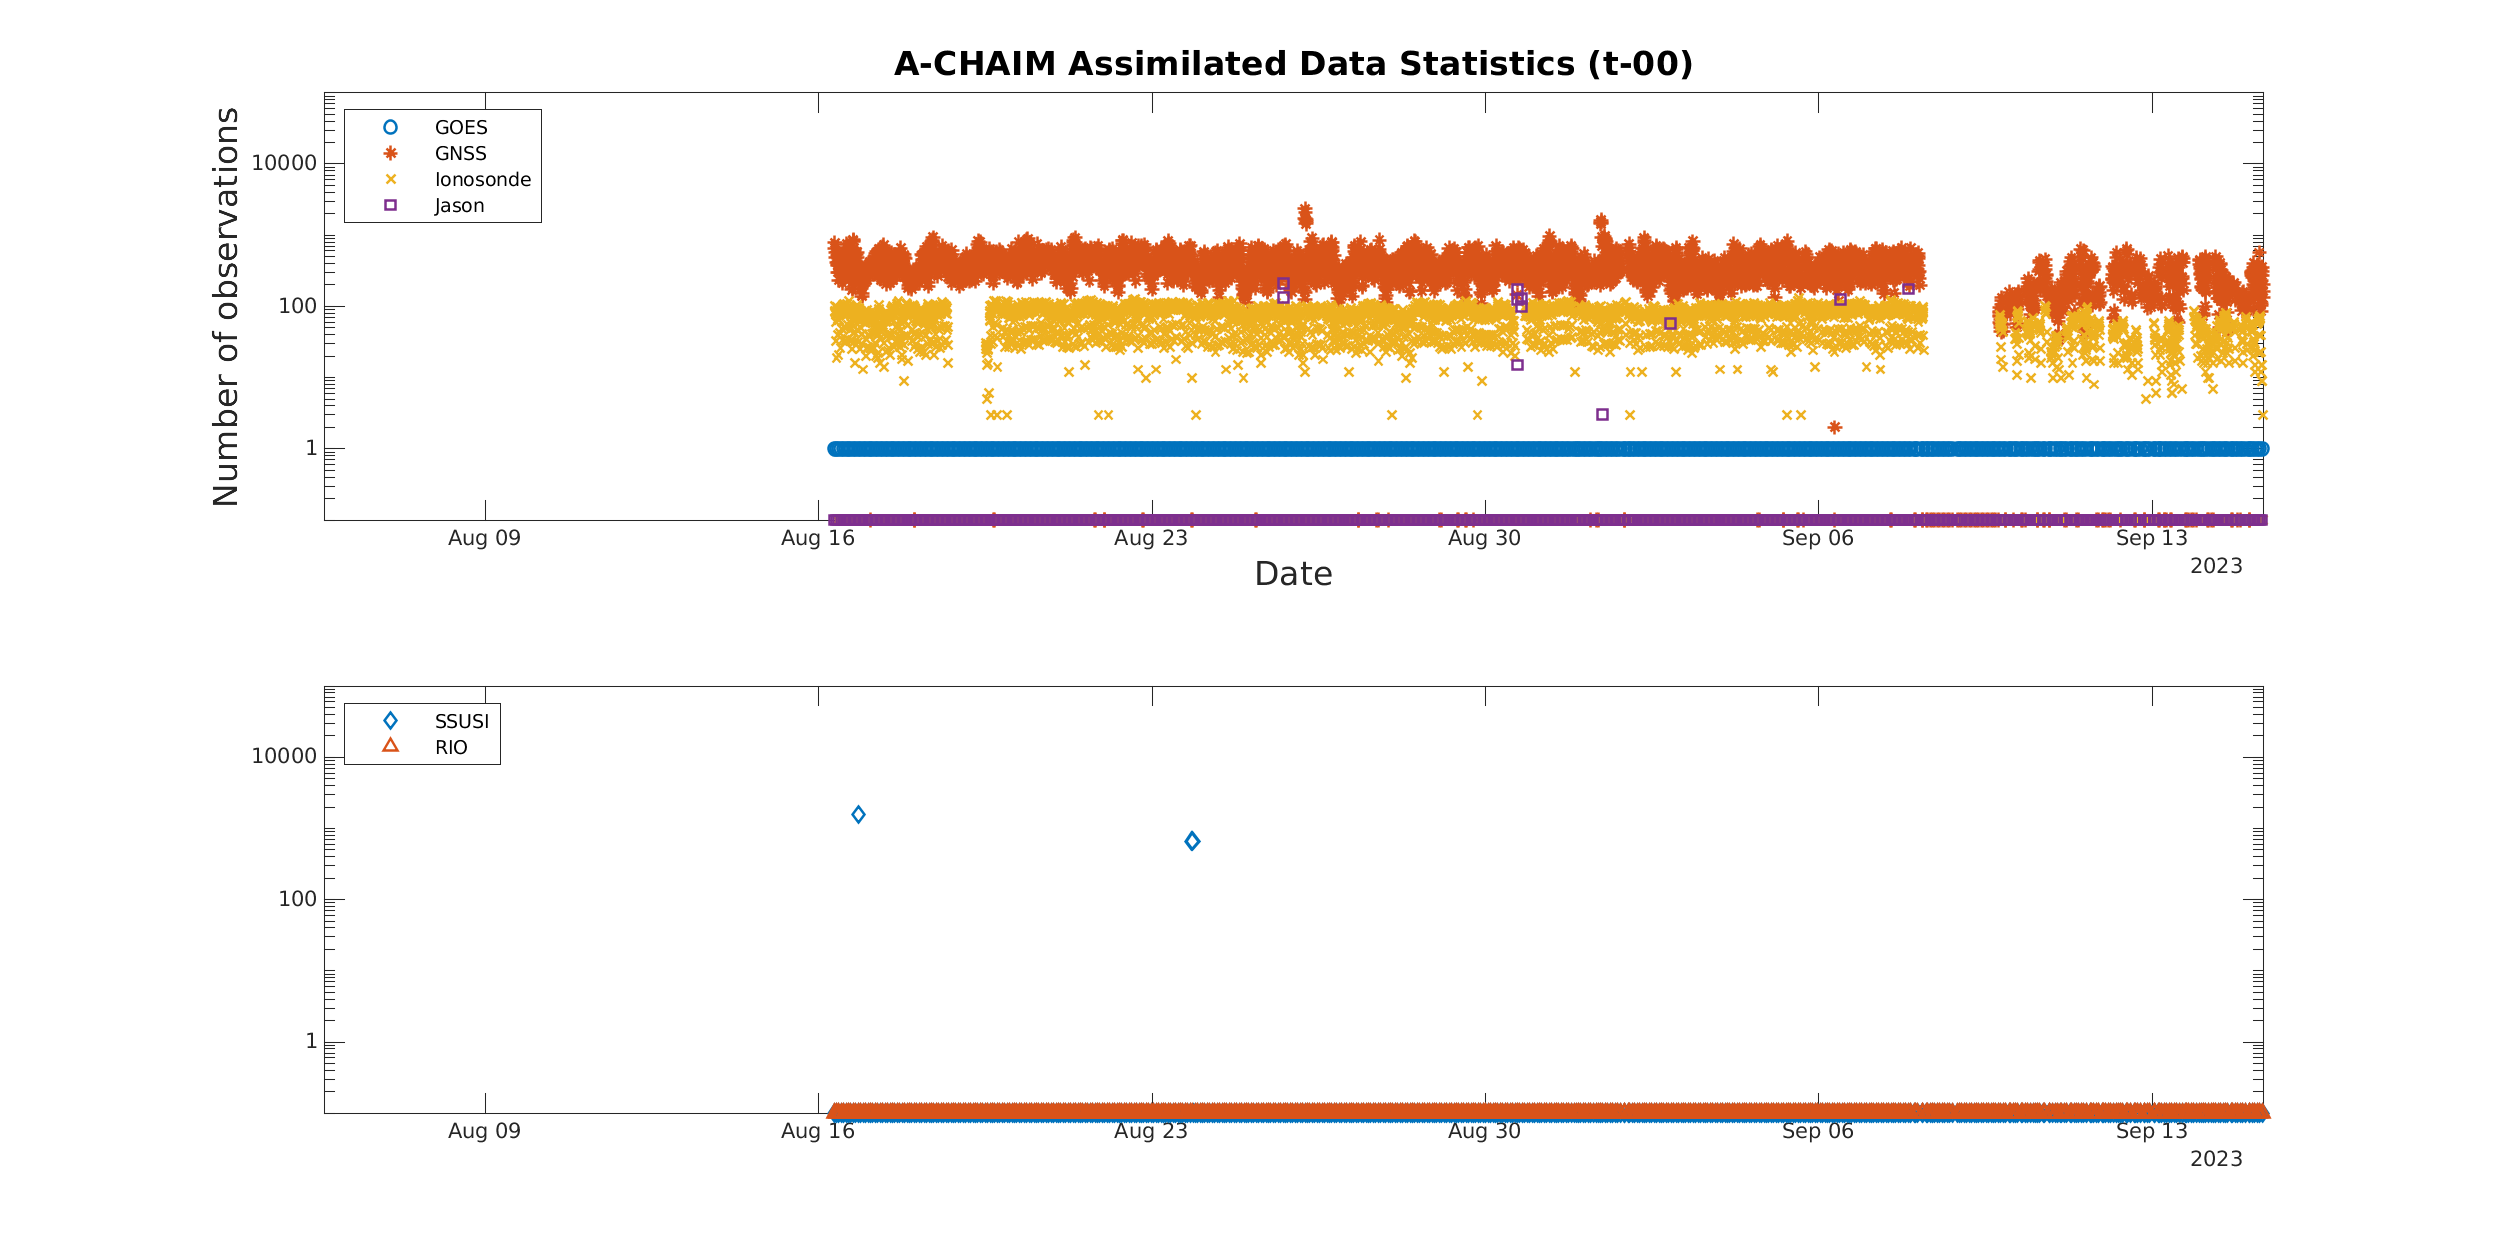 A-CHAIM Assimilated Data Statistics (t-00)
Number of observations
10000
100
1
GOES
GNSS
Ionosonde
Jason
Aug 09 Aug 16 Aug 23 Aug 30 Sep 06 Sep 13
2023
Date
10000
100
1
SSUSI
RIO
Aug 09 Aug 16 Aug 23 Aug 30 Sep 06 Sep 13
2023